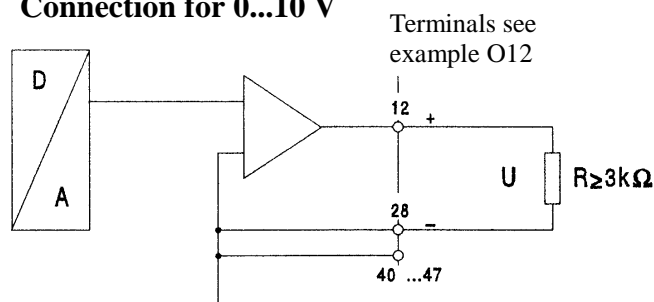 Connection for 0...10 V
Terminals see
example O12
D
A
12
+
U
R≥3kΩ
28
–
40 ...47